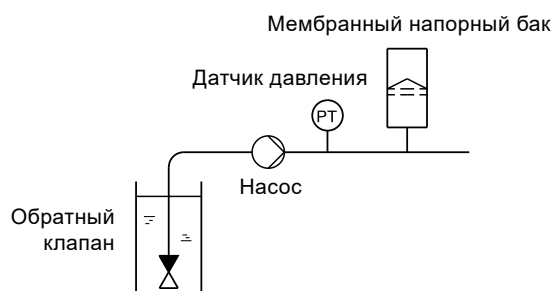 Мембранный напорный бак
Датчик давления
PT
Насос
Обратный
клапан